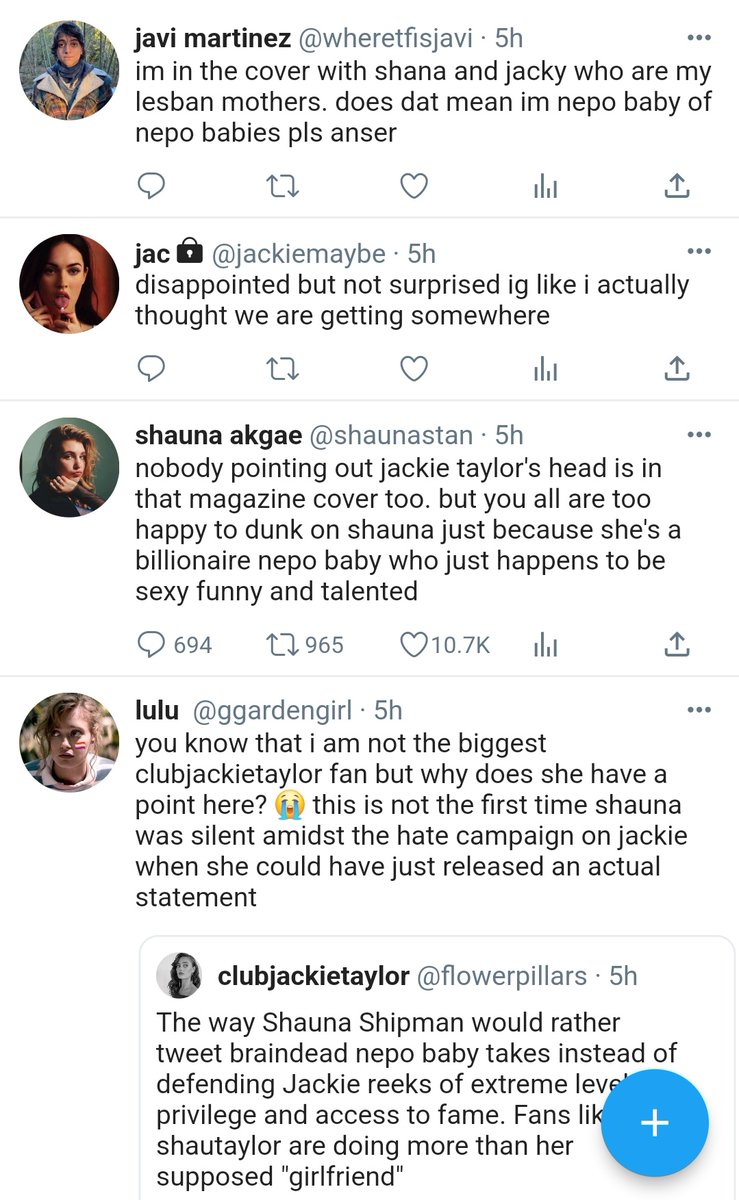 javi martinez @wheretfisjavi · 5h
im in the cover with shana and jacky who are my
lesban mothers. does dat mean im nepo baby of
nepo babies pls anser
jac @jackiemaybe · 5h
disappointed but not surprised ig like i actually
thought we are getting somewhere
shauna akgae @shaunastan · 5h
nobody pointing out jackie taylor's head is in
that magazine cover too. but you all are too
happy to dunk on shauna just because she's a
billionaire nepo baby who just happens to be
sexy funny and talented
694 965 10.7K
lulu @ggardengirl · 5h
you know that i am not the biggest
clubjackietaylor fan but why does she have a
point here? 😭 this is not the first time shauna
was silent amidst the hate campaign on jackie
when she could have just released an actual
statement
clubjackietaylor @flowerpillars · 5h
The way Shauna Shipman would rather
tweet braindead nepo baby takes instead of
defending Jackie reeks of extreme
privilege and access to fame. Fans
shautaylor are doing more than her
supposed "girlfriend"